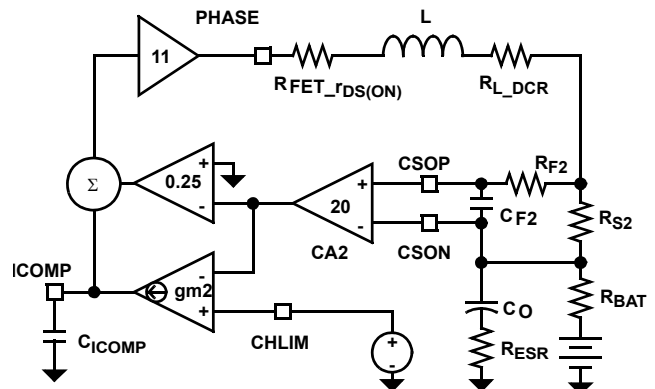 PHASE
L
11
RFET_rDS(ON)
RL_DCR
Σ
0.25
+
-
20
+
-
CA2
CSOP
CSON
RF2
CF2
RS2
ICOMP
gm2
-
+
CICOMP
CHLIM
+
-
CO
RESR
RBAT